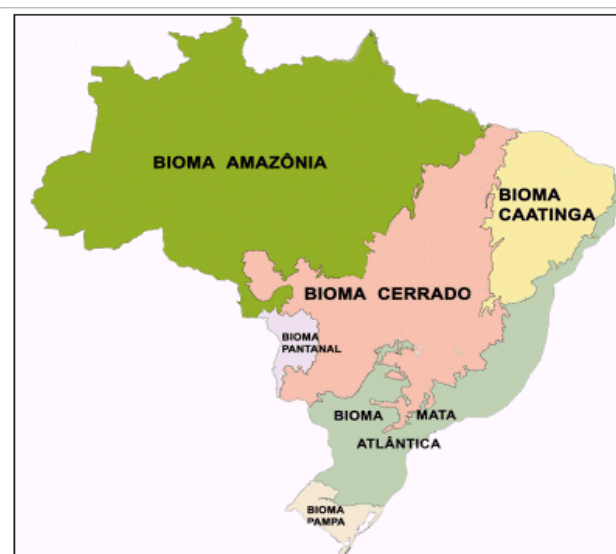 BIOMA AMAZÔNIA
BIOMA
CAATINGA
BIOMA CERRADO
BIOMA
PANTANAL
BIOMA MATA
ATLÂNTICA
BIOMA
PAMPA